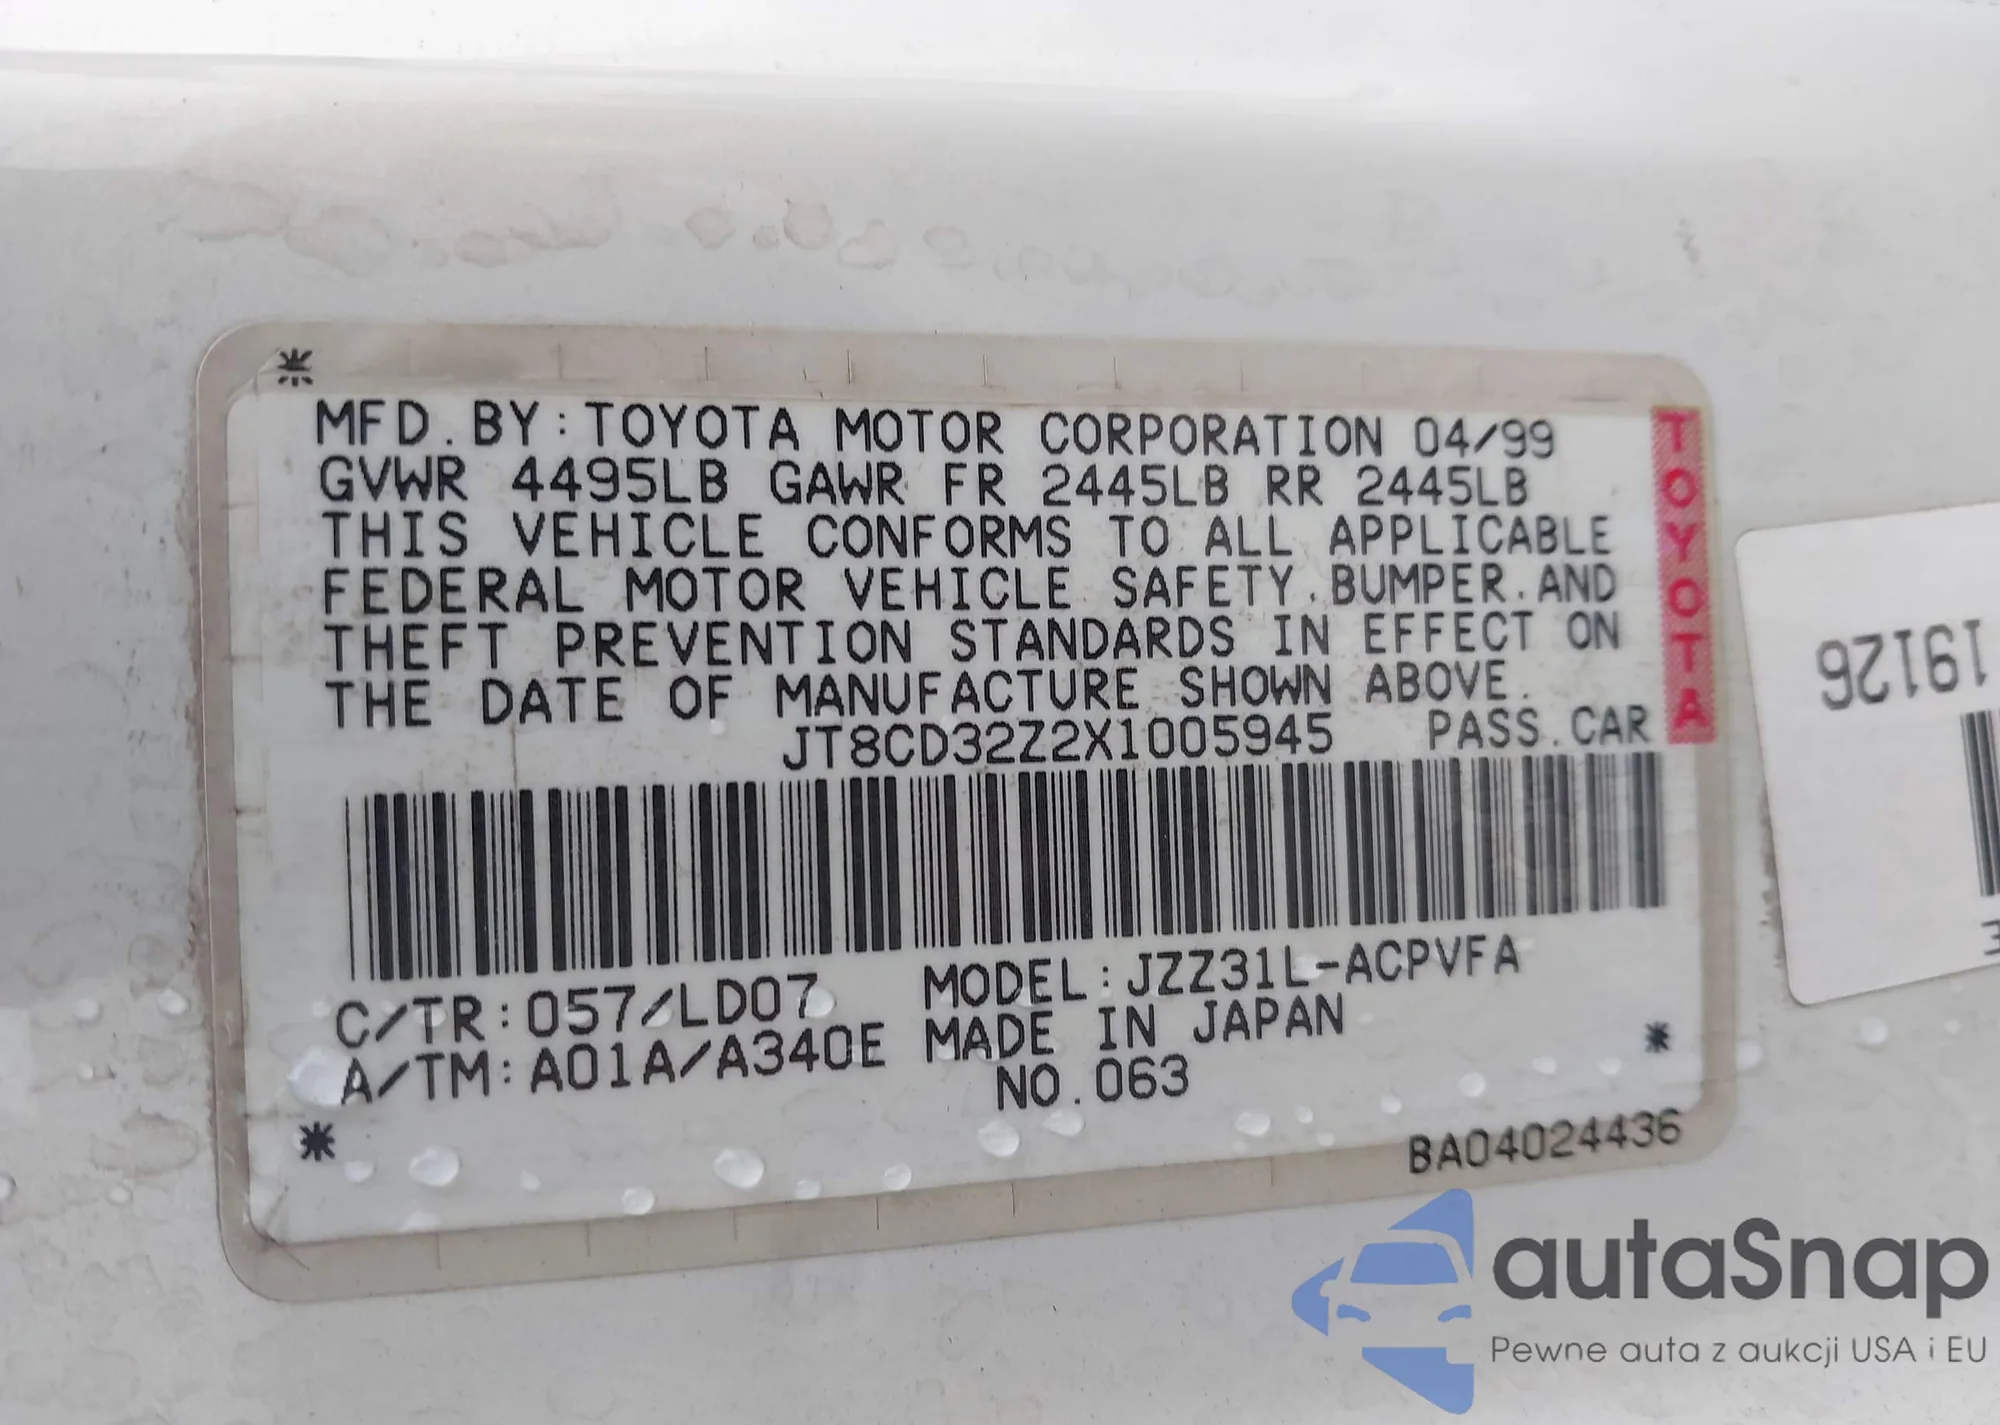 MFD.BY:TOYOTA MOTOR CORPORATION 04/99
GVWR 4495LB GAWR FR 2445LB RR 2445LB
THIS VEHICLE CONFORMS TO ALL APPLICABLE
FEDERAL MOTOR VEHICLE SAFETY.BUMPER.AND
THEFT PREVENTION STANDARDS IN EFFECT ON
THE DATE OF MANUFACTURE SHOWN ABOVE.
JT8CD32Z2X1005945 PASS.CAR
TOYOTA
C/TR:057/LD07 MODEL:JZZ31L-ACPVFA
A/TM:A01A/A340E MADE IN JAPAN
NO.063
BA04024436
19126
autoSnap
Pewne auta z aukcji USA i EU